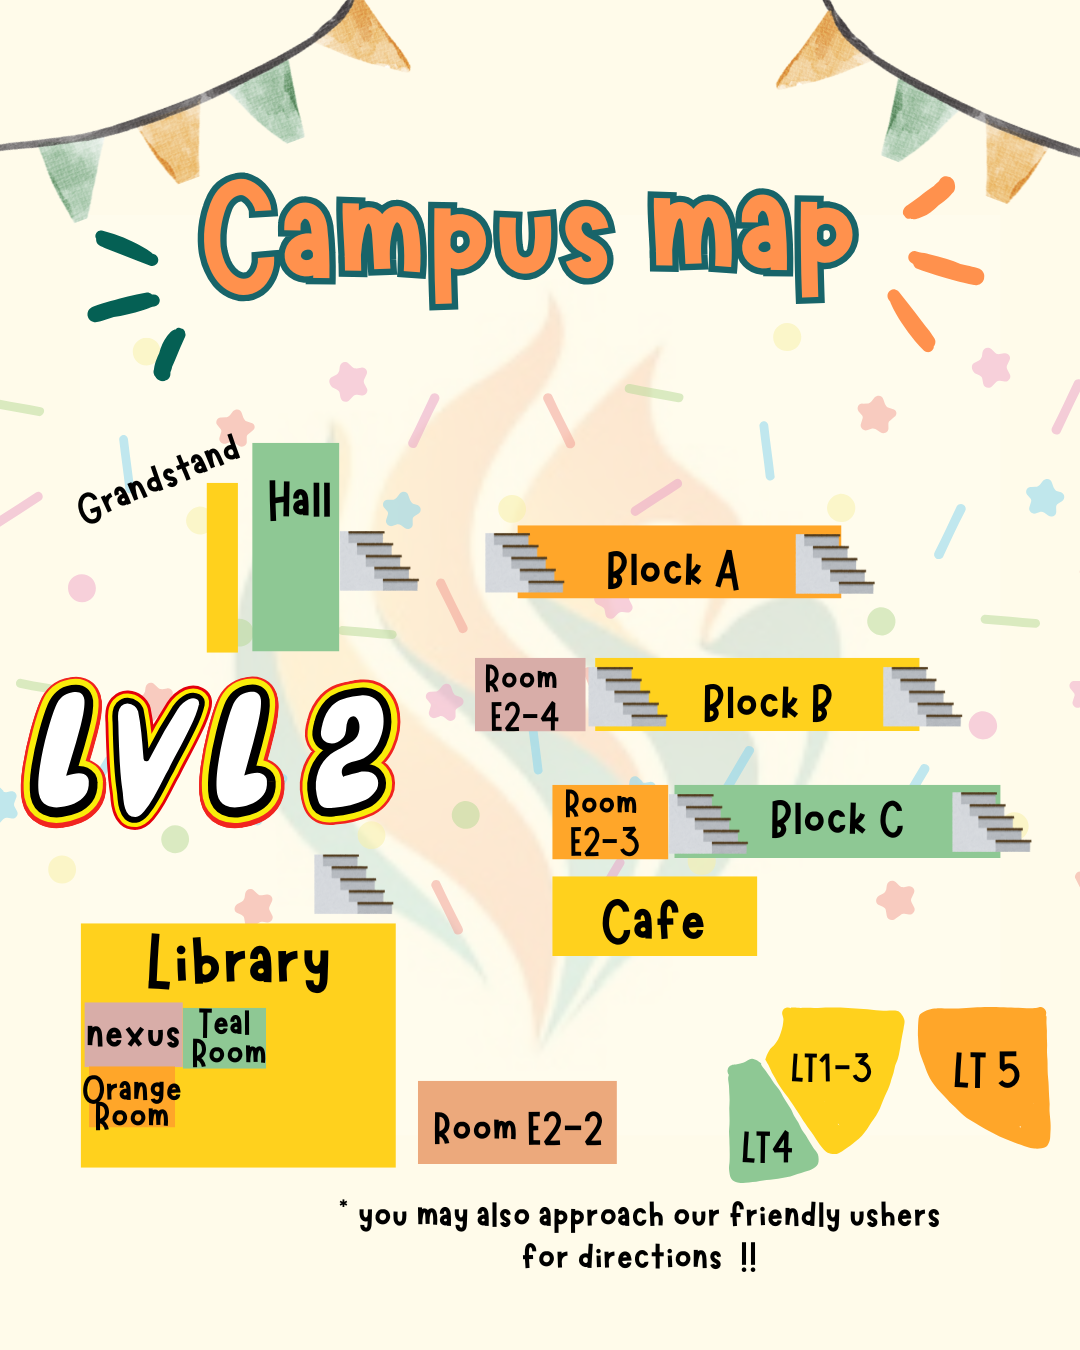 Campus map
Grandstand
Hall
Block A
Room
E2-4
Block B
LVL 2
Room
E2-3
Block C
Cafe
Library
nexus
Teal
Room
Orange
Room
Room E2-2
LT1-3
LT 5
LT4
* you may also approach our friendly ushers
for directions !!